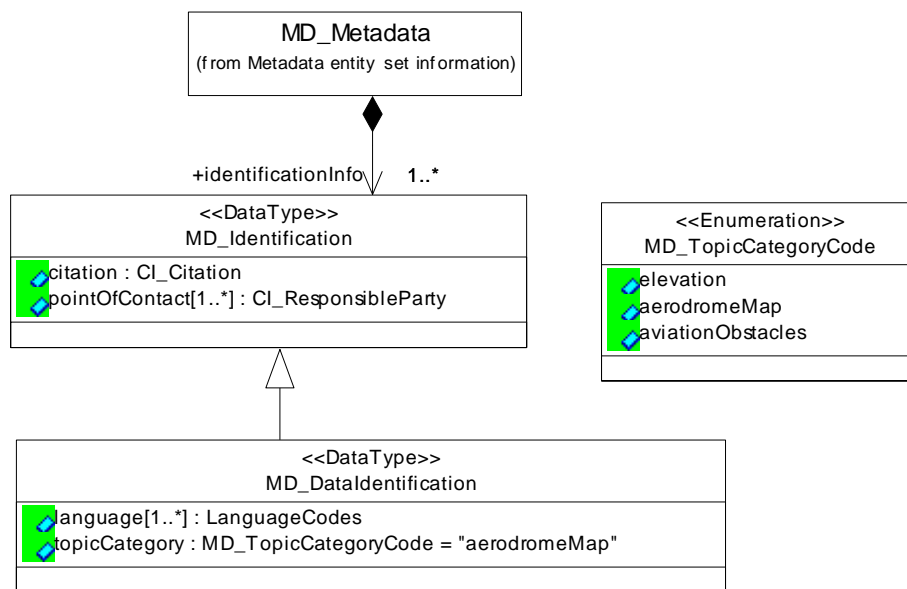 MD_Metadata
(from Metadata entity set information)
+identificationInfo 1..*
<<DataType>>
MD_Identification
citation : CI_Citation
pointOfContact[1..*] : CI_ResponsibleParty
<<Enumeration>>
MD_TopicCategoryCode
elevation
aerodromeMap
aviationObstacles
<<DataType>>
MD_DataIdentification
language[1..*] : LanguageCodes
topicCategory : MD_TopicCategoryCode = "aerodromeMap"